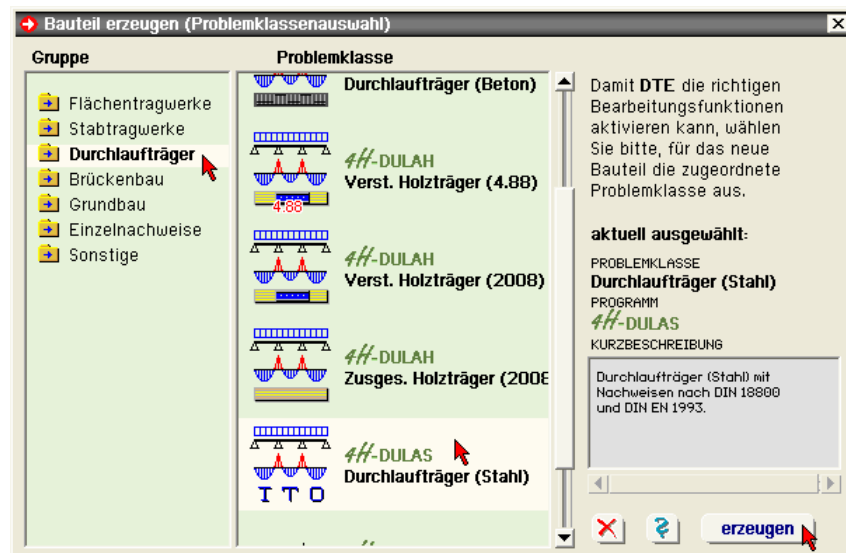 Bauteil erzeugen (Problemklassenauswahl)
Gruppe
Problemklasse
Flächentragwerke
Stabtragwerke
Durchlaufträger
Brückenbau
Grundbau
Einzelnachweise
Sonstige
Durchlaufträger (Beton)
4H-DULAH
Verst. Holzträger (4.88)
4.88
4H-DULAH
Verst. Holzträger (2008)
4H-DULAH
Zusges. Holzträger (2008
4H-DULAS
Durchlaufträger (Stahl)
I T O
Damit DTE die richtigen
Bearbeitungsfunktionen
aktivieren kann, wählen
Sie bitte, für das neue
Bauteil die zugeordnete
Problemklasse aus.
aktuell ausgewählt:
PROBLEMKLASSE
Durchlaufträger (Stahl)
PROGRAMM
4H-DULAS
KURZBESCHREIBUNG
Durchlaufträger (Stahl) mit
Nachweisen nach DIN 18800
und DIN EN 1993.
erzeugen